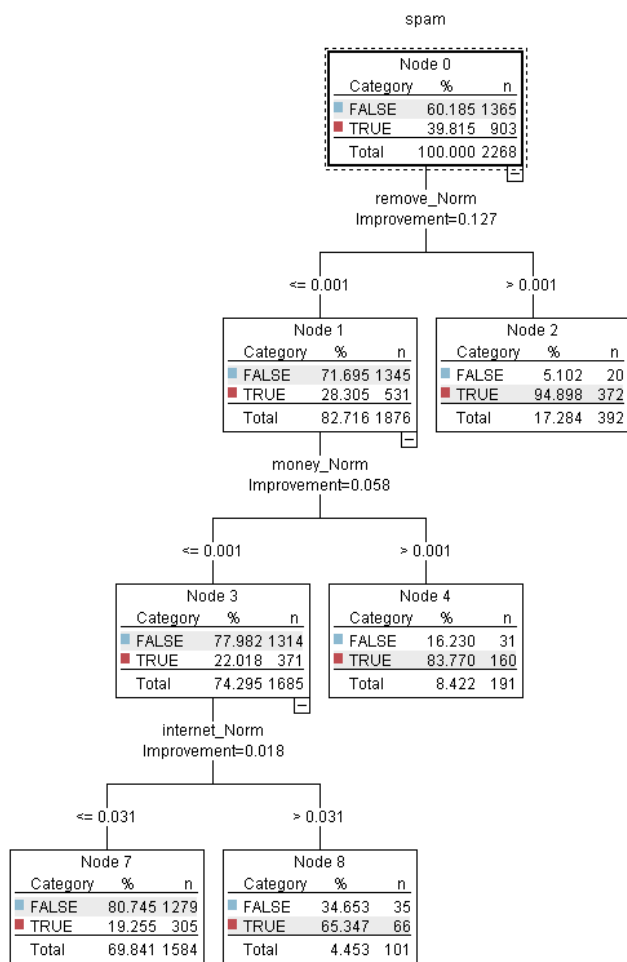 spam
Node 0
Category % n
FALSE 60.185 1365
TRUE 39.815 903
Total 100.000 2268
remove_Norm
Improvement=0.127
<= 0.001 > 0.001
Node 1
Category % n
FALSE 71.695 1345
TRUE 28.305 531
Total 82.716 1876
Node 2
Category % n
FALSE 5.102 20
TRUE 94.898 372
Total 17.284 392
money_Norm
Improvement=0.058
<= 0.001 > 0.001
Node 3
Category % n
FALSE 77.982 1314
TRUE 22.018 371
Total 74.295 1685
Node 4
Category % n
FALSE 16.230 31
TRUE 83.770 160
Total 8.422 191
internet_Norm
Improvement=0.018
<= 0.031 > 0.031
Node 7
Category % n
FALSE 80.745 1279
TRUE 19.255 305
Total 69.841 1584
Node 8
Category % n
FALSE 34.653 35
TRUE 65.347 66
Total 4.453 101